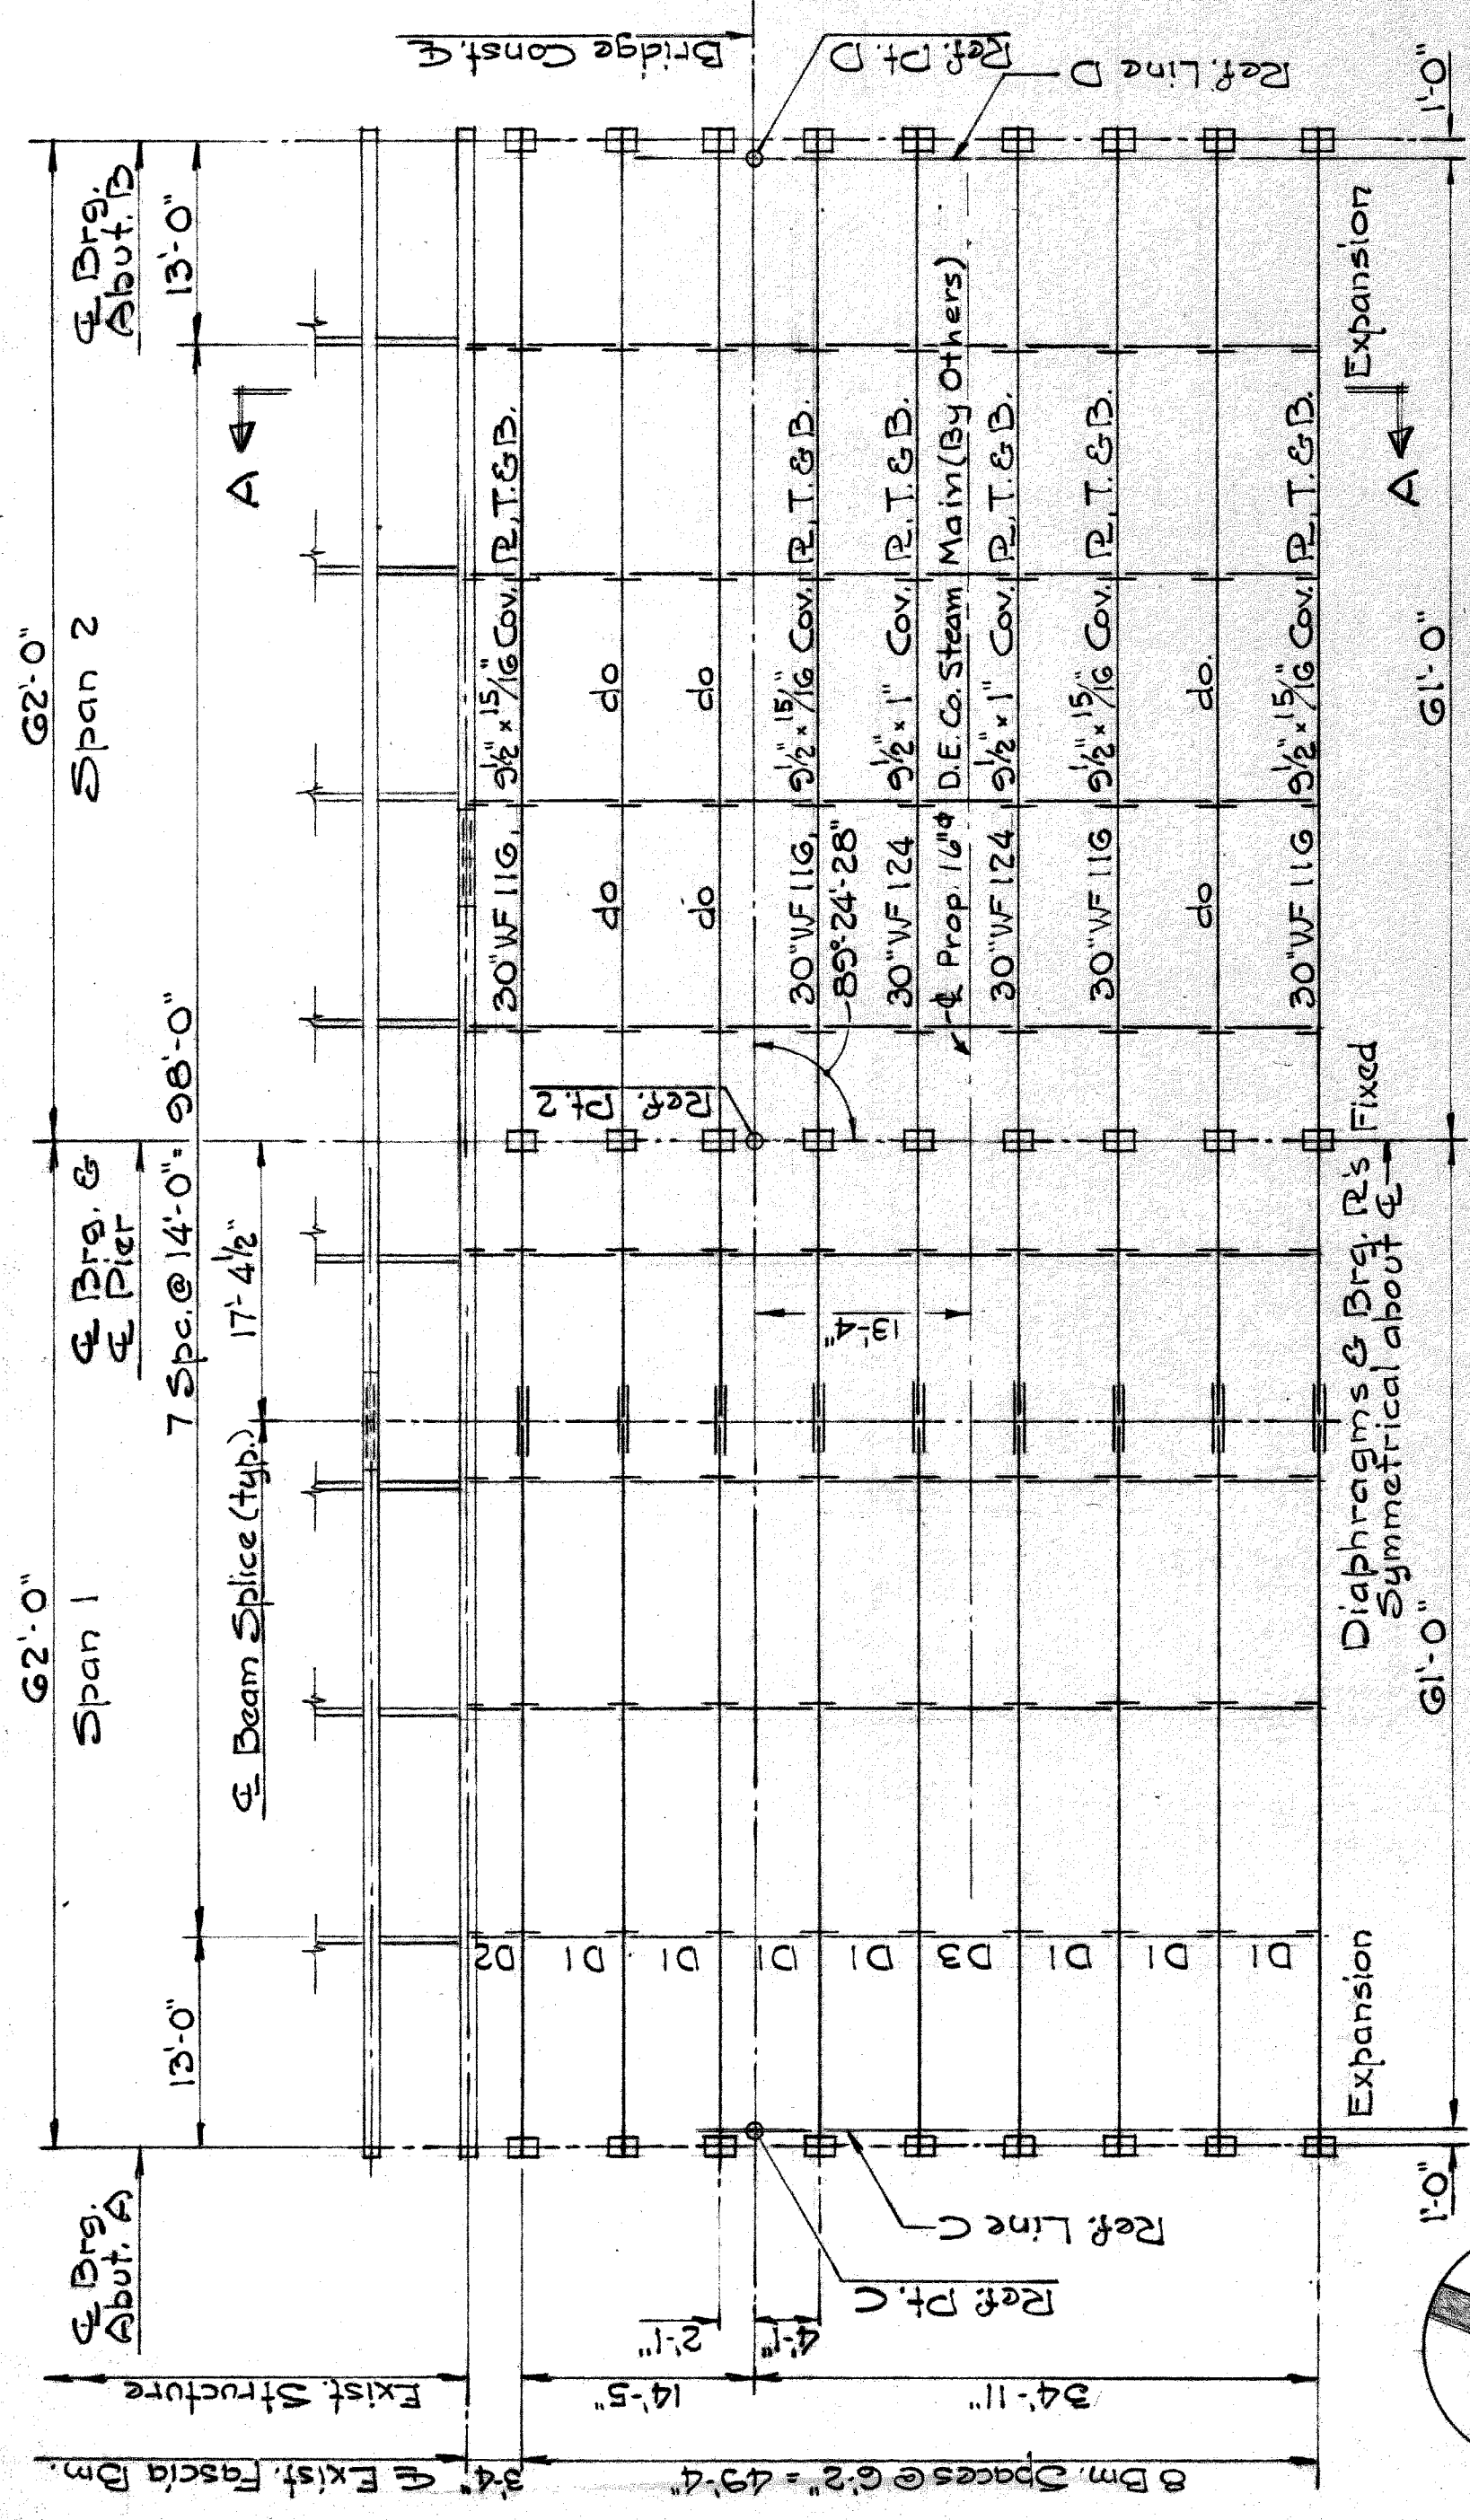 62'-0"
62'-0"
Span 1
Span 2
℄ Brg.
Abut. A
℄ Brg. &
℄ Pier
℄ Brg.
Abut. B
13'-0"
7 Spc. @ 14'-0" = 98'-0"
13'-0"
17'-4½"
℄ Beam Splice (typ.)
A
Exist. Structure
℄ Exist. Fascia Bm.
3'-4"
8 Bm. Spaces @ 6'-2" = 49'-4"
14'-5"
34'-11"
2'-1"
4'-1"
Ref. Pt. C
Ref. Line C
D2
D1
D1
D1
D1
D3
D1
D1
D1
13'-4"
Ref. Pt. 2
89°-24'-28"
30"WF 116, 9½" x 15/16" Cov. PL, T. & B.
do do
do do
30"WF 116, 9½" x 15/16" Cov. PL, T. & B.
30"WF 124 9½" x 1" Cov. PL, T. & B.
℄ Prop. 16"φ D.E. Co. Steam Main (By Others)
30"WF 124 9½" x 1" Cov. PL, T. & B.
30"WF 116 9½" x 15/16" Cov. PL, T. & B.
do do.
30"WF 116 9½" x 15/16" Cov. PL, T. & B.
Bridge Const. ℄
Ref. Pt. D
Ref. Line D
Expansion
Diaphragms & Brg. PL's
Symmetrical about ℄
Fixed
Expansion
A
1'-0"
61'-0"
61'-0"
1'-0"